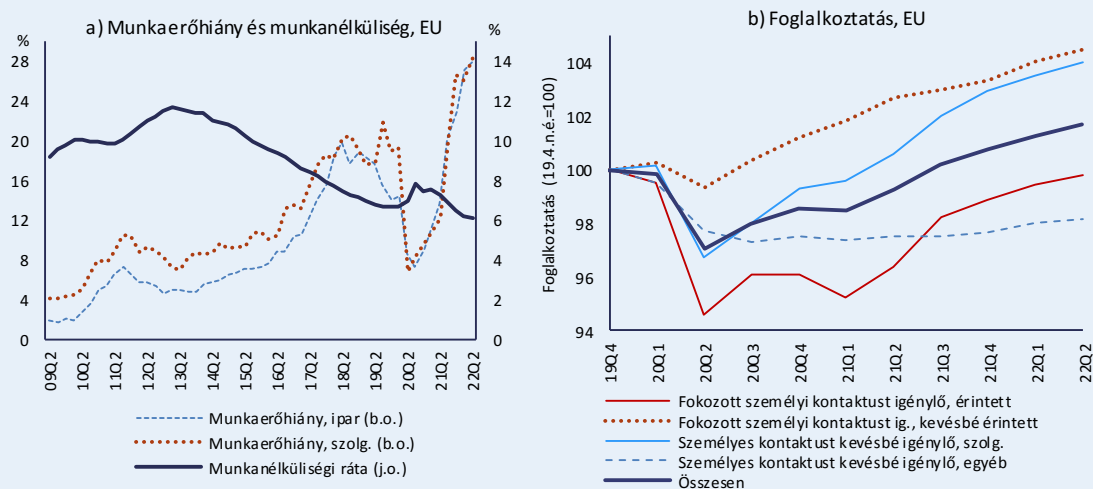 a) Munkaerőhiány és munkanélküliség, EU
%
%
28
24
20
16
12
8
4
0
14
12
10
8
6
4
2
0
09Q2
10Q2
11Q2
12Q2
13Q2
14Q2
15Q2
16Q2
17Q2
18Q2
19Q2
20Q2
21Q2
22Q2
Munkaerőhiány, ipar (b.o.)
Munkaerőhiány, szolg. (b.o.)
Munkanélküliségi ráta (j.o.)
b) Foglalkoztatás, EU
Foglalkoztatás (19.4.n.é.=100)
104
102
100
98
96
94
19Q4
20Q1
20Q2
20Q3
20Q4
21Q1
21Q2
21Q3
21Q4
22Q1
22Q2
Fokozott személyi kontaktust igénylő, érintett
Fokozott személyi kontaktust ig., kevésbé érintett
Személyes kontaktust kevésbé igénylő, szolg.
Személyes kontaktust kevésbé igénylő, egyéb
Összesen